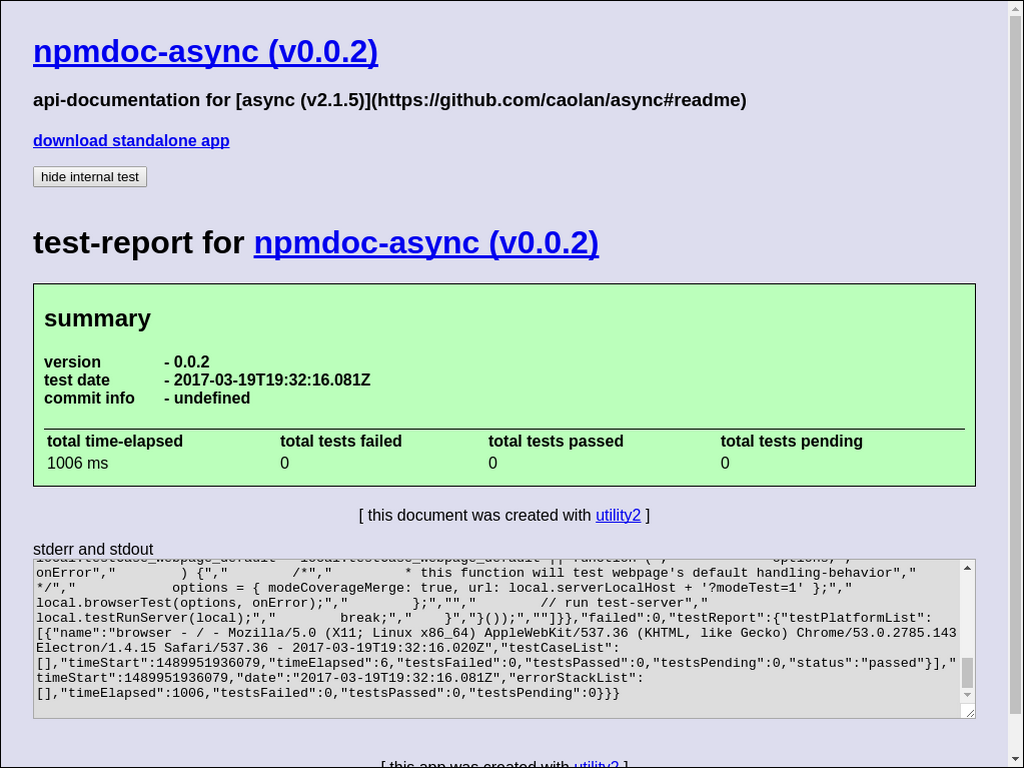 npmdoc-async (v0.0.2)
api-documentation for [async (v2.1.5)](https://github.com/caolan/async#readme)
download standalone app
hide internal test
test-report for npmdoc-async (v0.0.2)
summary
version - 0.0.2
test date - 2017-03-19T19:32:16.081Z
commit info - undefined
total time-elapsed total tests failed total tests passed total tests pending
1006 ms 0 0 0
[ this document was created with utility2 ]
stderr and stdout
onError","        ) {","        /*","         * this function will test webpage's default handling-behavior","
*/","            options = { modeCoverageMerge: true, url: local.serverLocalHost + '?modeTest=1' };","
local.browserTest(options, onError);","        };","","        // run test-server","
local.testRunServer(local);","        break;","    }","}());",""]}},"failed":0,"testReport":{"testPlatformList":
[{"name":"browser - / - Mozilla/5.0 (X11; Linux x86_64) AppleWebKit/537.36 (KHTML, like Gecko) Chrome/53.0.2785.143
Electron/1.4.15 Safari/537.36 - 2017-03-19T19:32:16.020Z","testCaseList":
[],"timeStart":1489951936079,"timeElapsed":6,"testsFailed":0,"testsPassed":0,"testsPending":0,"status":"passed"}],"
timeStart":1489951936079,"date":"2017-03-19T19:32:16.081Z","errorStackList":
[],"timeElapsed":1006,"testsFailed":0,"testsPassed":0,"testsPending":0}}}
[ this app was created with utility2 ]